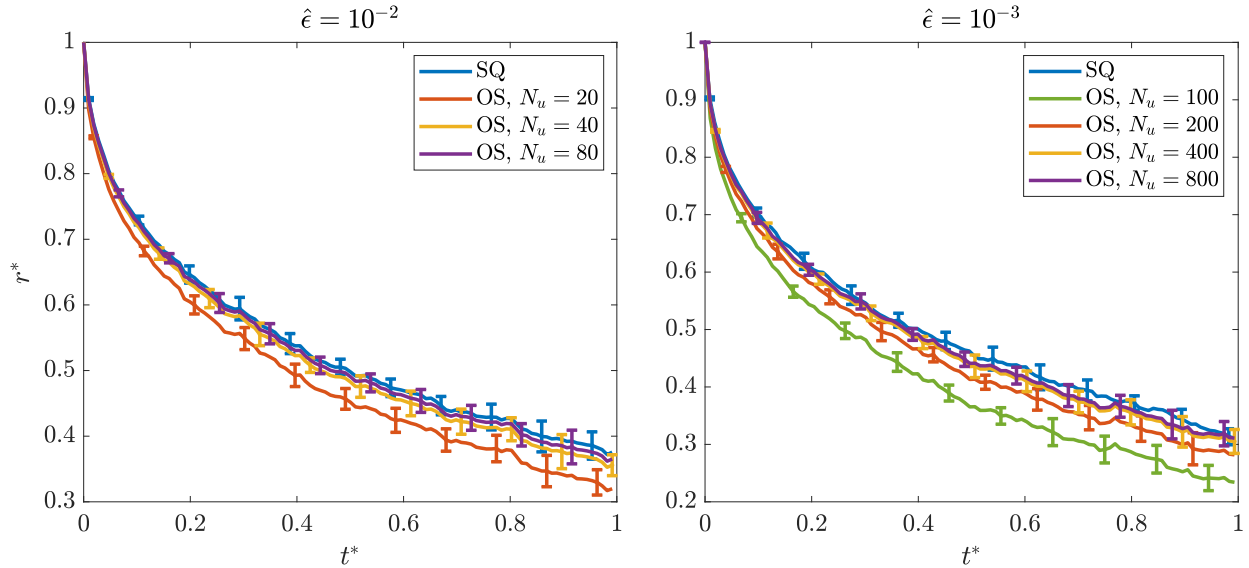 $\hat{\epsilon} = 10^{-2}$
1
0.9
0.8
0.7
0.6
0.5
0.4
0.3
r*
0
0.2
0.4
0.6
0.8
1
t*
SQ
OS, $N_u = 20$
OS, $N_u = 40$
OS, $N_u = 80$
$\hat{\epsilon} = 10^{-3}$
1
0.9
0.8
0.7
0.6
0.5
0.4
0.3
0.2
0
0.2
0.4
0.6
0.8
1
t*
SQ
OS, $N_u = 100$
OS, $N_u = 200$
OS, $N_u = 400$
OS, $N_u = 800$